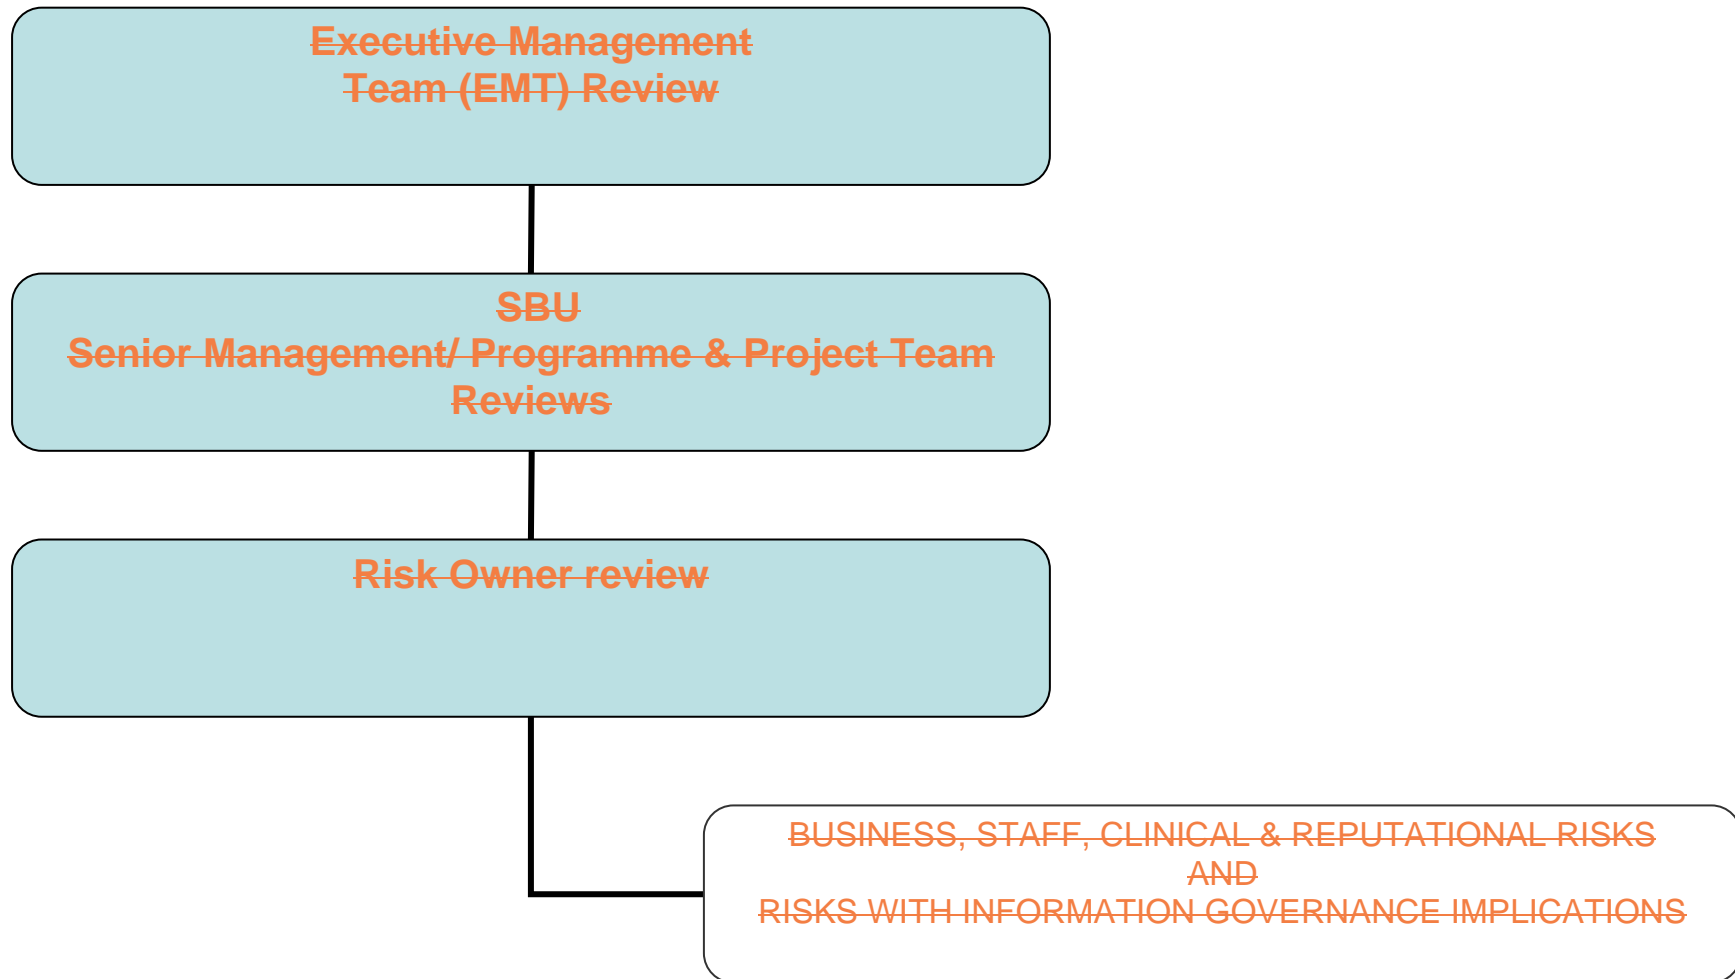 Executive Management
Team (EMT) Review
SBU
Senior Management/ Programme & Project Team
Reviews
Risk Owner review
BUSINESS, STAFF, CLINICAL & REPUTATIONAL RISKS
AND
RISKS WITH INFORMATION GOVERNANCE IMPLICATIONS